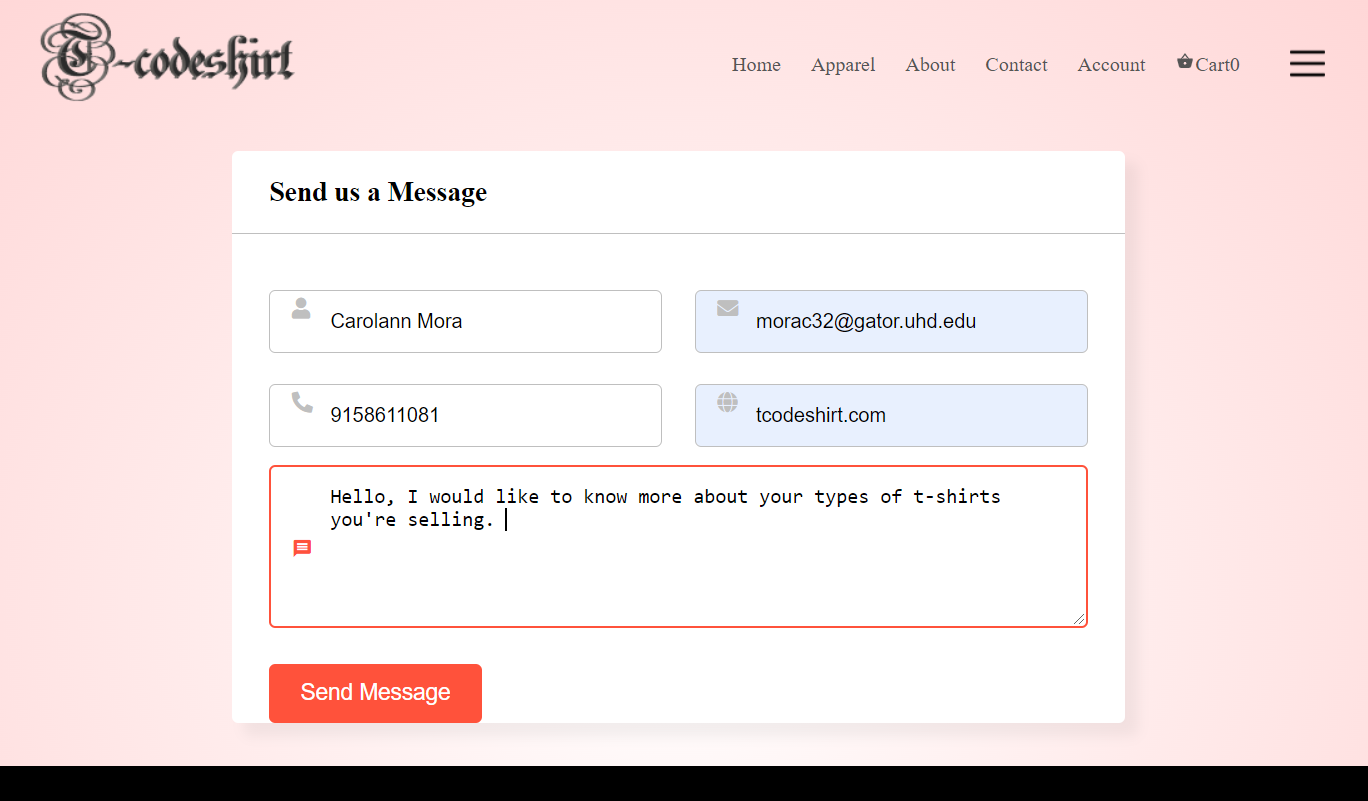 T-codeshirt
Home Apparel About Contact Account Cart0
Send us a Message
Carolann Mora
morac32@gator.uhd.edu
9158611081
tcodeshirt.com
Hello, I would like to know more about your types of t-shirts
you're selling.
Send Message